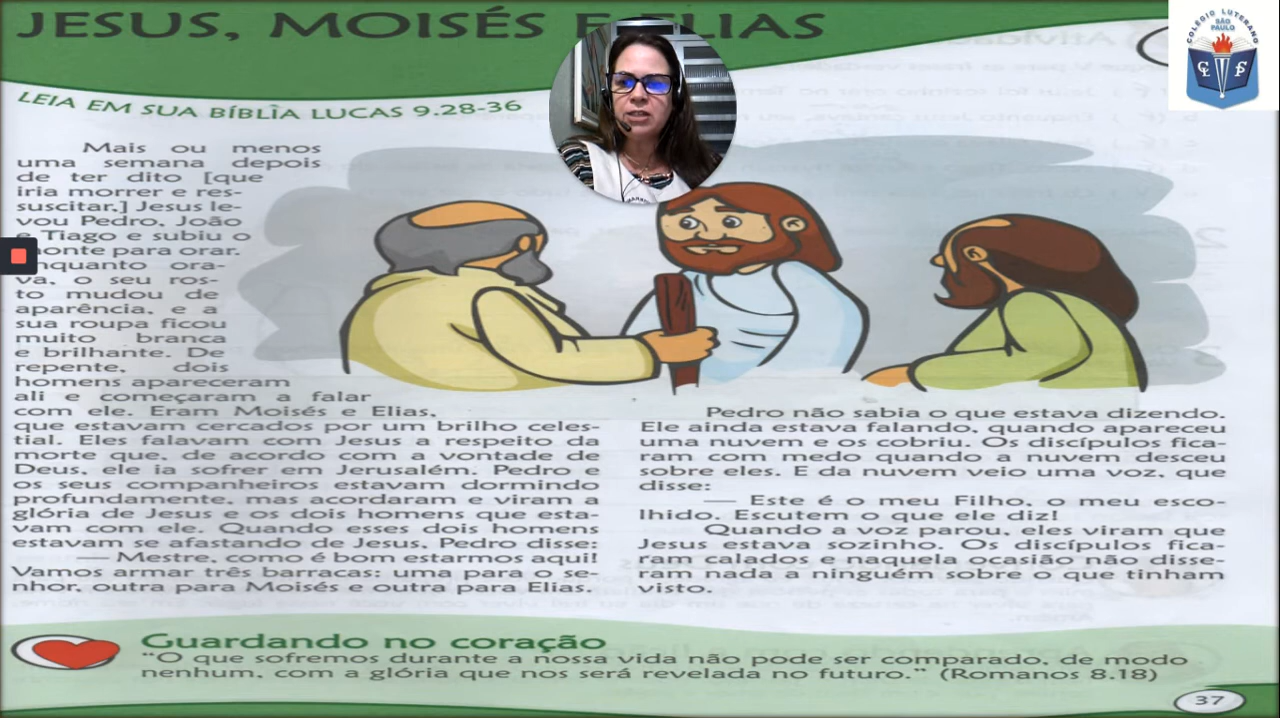 JESUS, MOISÉS E ELIAS
COLÉGIO LUTERANO
SÃO
PAULO
LEIA EM SUA BÍBLIA LUCAS 9.28-36
Mais ou menos
uma semana depois
de ter dito [que
iria morrer e res-
suscitar,] Jesus le-
vou Pedro, João
e Tiago e subiu o
monte para orar.
Enquanto ora-
va, o seu ros-
to mudou de
aparência, e a
sua roupa ficou
muito branca
e brilhante. De
repente, dois
homens apareceram
ali e começaram a falar
com ele. Eram Moisés e Elias,
que estavam cercados por um brilho celes-
tial. Eles falavam com Jesus a respeito da
morte que, de acordo com a vontade de
Deus, ele ia sofrer em Jerusalém. Pedro e
os seus companheiros estavam dormindo
profundamente, mas acordaram e viram a
glória de Jesus e os dois homens que esta-
vam com ele. Quando esses dois homens
estavam se afastando de Jesus, Pedro disse:
— Mestre, como é bom estarmos aqui!
Vamos armar três barracas: uma para o se-
nhor, outra para Moisés e outra para Elias.
Pedro não sabia o que estava dizendo.
Ele ainda estava falando, quando apareceu
uma nuvem e os cobriu. Os discípulos fica-
ram com medo quando a nuvem desceu
sobre eles. E da nuvem veio uma voz, que
disse:
— Este é o meu Filho, o meu esco-
lhido. Escutem o que ele diz!
Quando a voz parou, eles viram que
Jesus estava sozinho. Os discípulos fica-
ram calados e naquela ocasião não disse-
ram nada a ninguém sobre o que tinham
visto.
Guardando no coração
“O que sofremos durante a nossa vida não pode ser comparado, de modo
nenhum, com a glória que nos será revelada no futuro.” (Romanos 8.18)
37